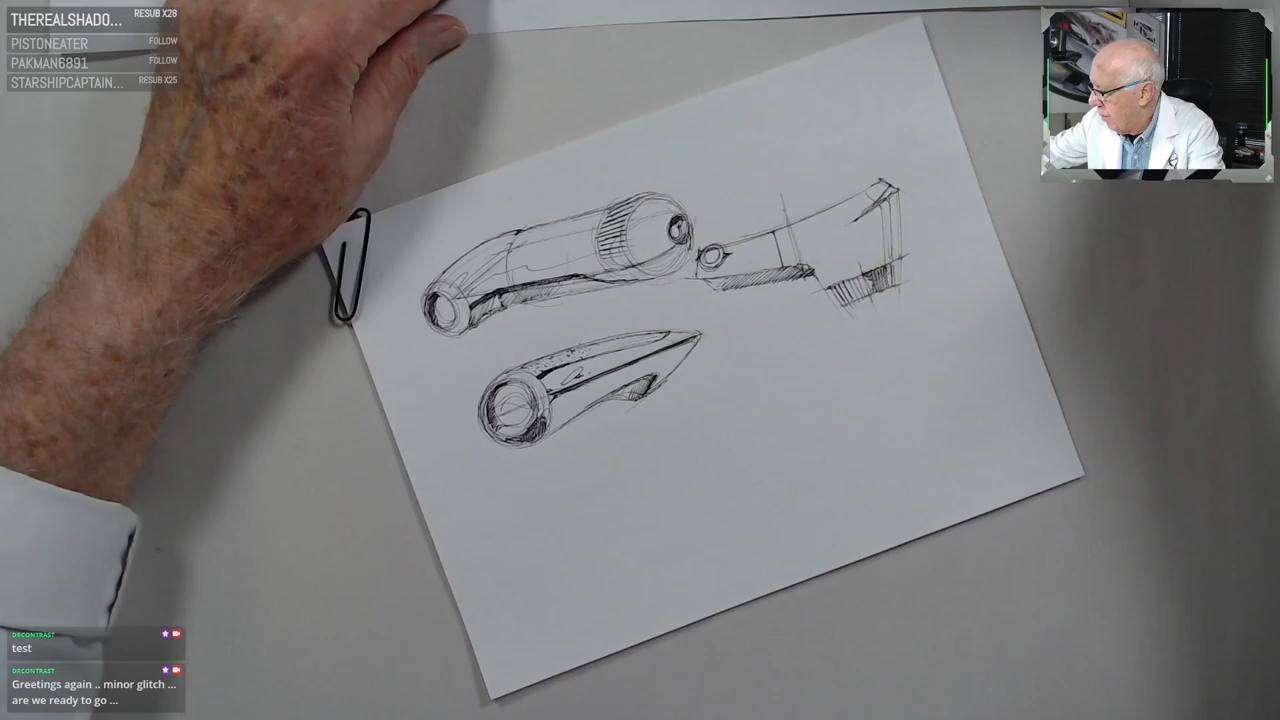 THEREALSHADO... RESUB X28
PISTONEATER FOLLOW
PAKMAN6891 FOLLOW
STARSHIPCAPTAIN... RESUB X25
DRCONTRAST
test
DRCONTRAST
Greetings again .. minor glitch ...
are we ready to go ...